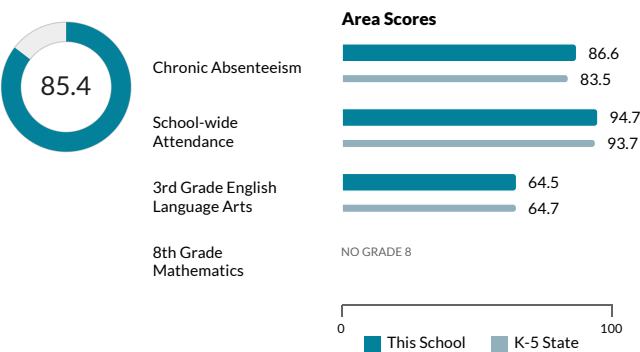 Area Scores
85.4
Chronic Absenteeism
86.6
83.5
School-wide
Attendance
94.7
93.7
3rd Grade English
Language Arts
64.5
64.7
8th Grade
Mathematics
NO GRADE 8
0
100
This School
K-5 State